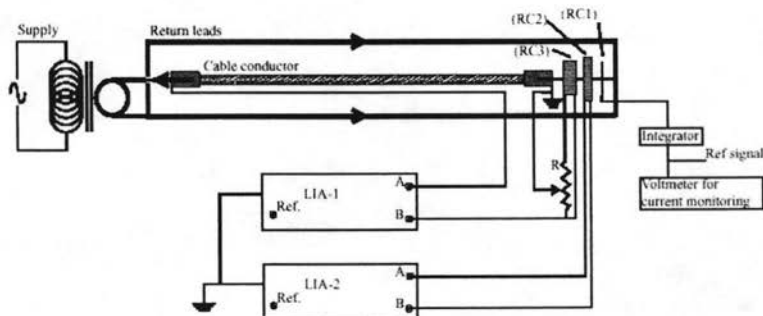 Supply
Return leads
(RC2)
(RC1)
(RC3)
Cable conductor
Integrator
Ref signal
Voltmeter for
current monitoring
R
LIA-1
A
Ref.
B
LIA-2
A
Ref.
B